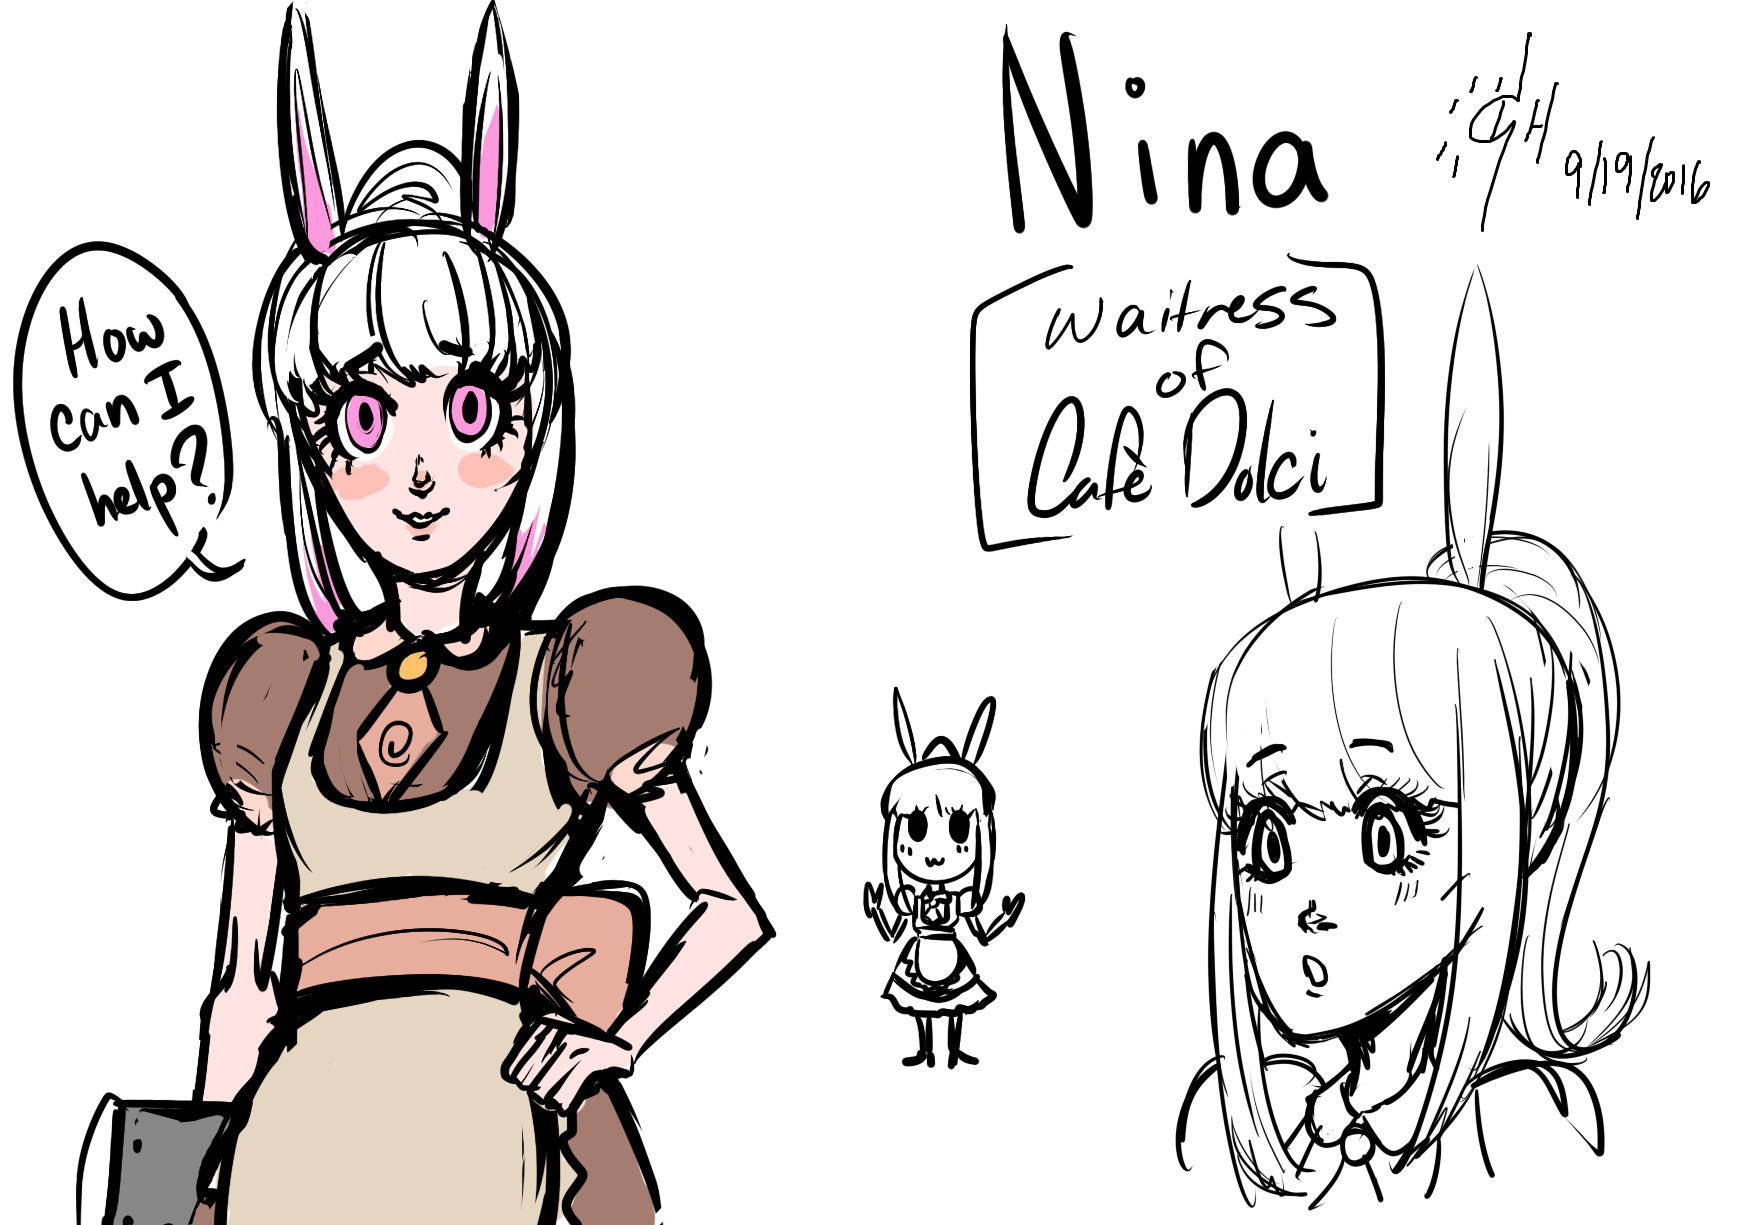 Nina
9/19/2016
How
can I
help?
Waitress
of
Cafè Dolci